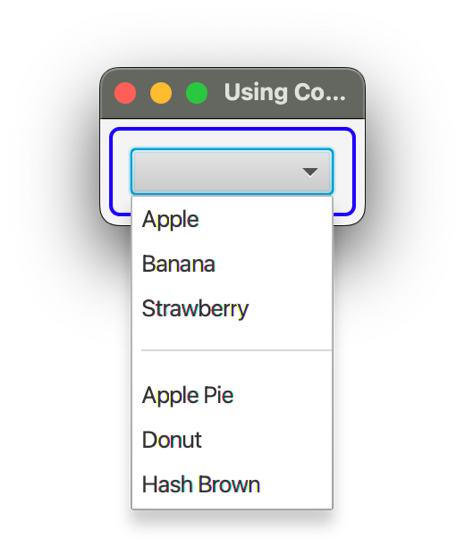 Using Co...
Apple
Banana
Strawberry
Apple Pie
Donut
Hash Brown